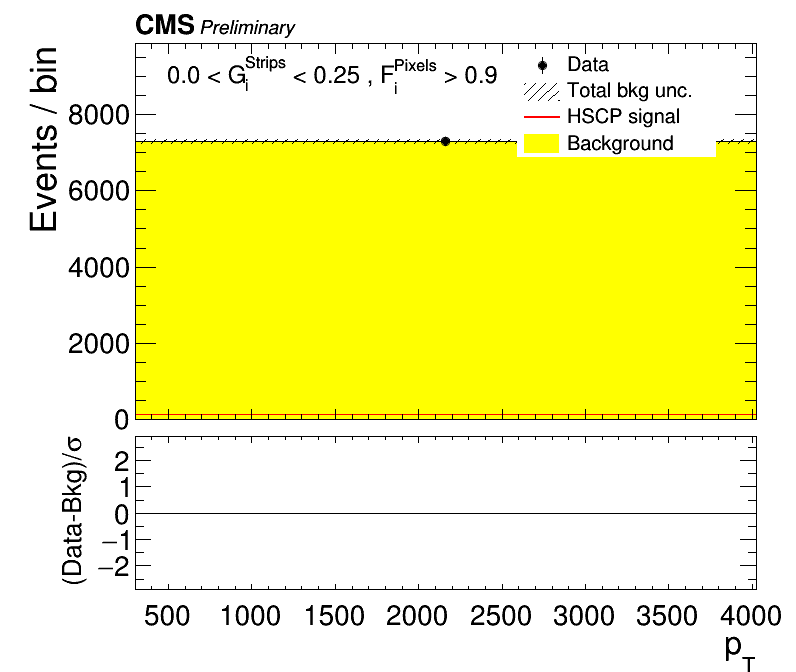 CMS Preliminary
0.0 < G_i^Strips < 0.25 , F_i^Pixels > 0.9
Data
Total bkg unc.
HSCP signal
Background
Events / bin
8000
6000
4000
2000
0
(Data-Bkg)/σ
2
1
0
−1
−2
500 1000 1500 2000 2500 3000 3500 4000
p_T